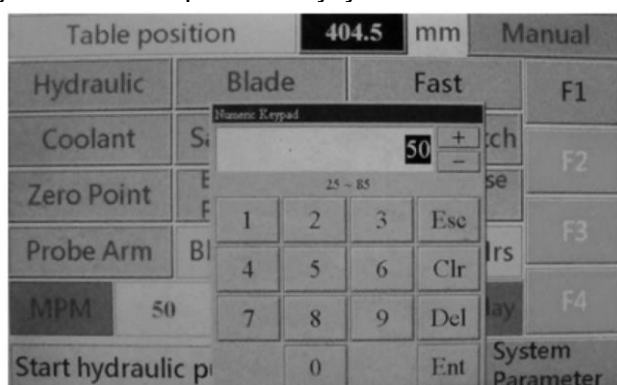 Table position 404.5 mm Manual
Hydraulic Blade Fast F1
Numeric Keypad
Coolant 50 + F2
-
25 ~ 85
Zero Point
1 2 3 Esc
Probe Arm F3
4 5 6 Clr
MPM 50 F4
7 8 9 Del
Start hydraulic
0 Ent
System
Parameter